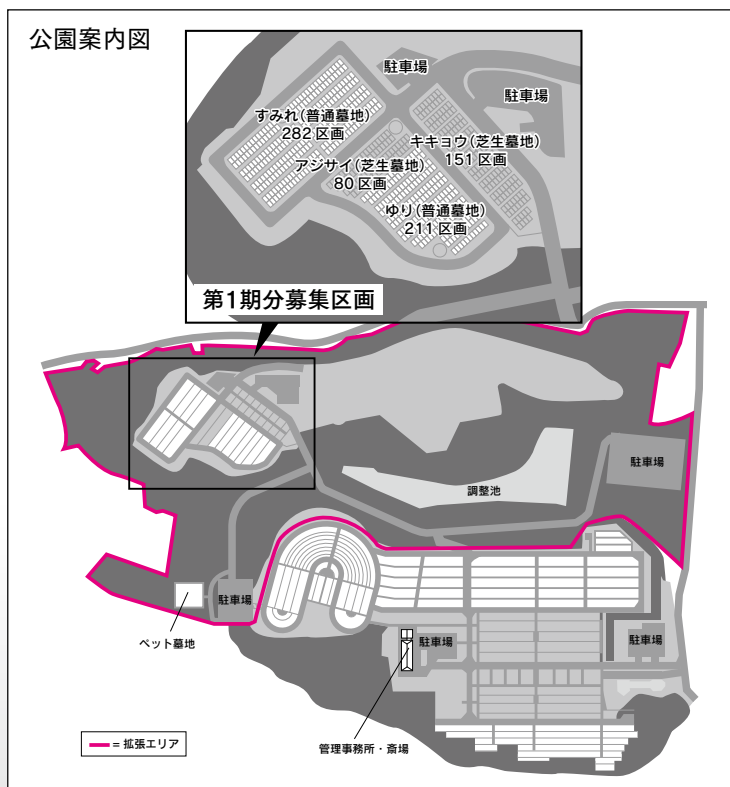 公園案内図
駐車場
駐車場
すみれ(普通墓地)
282区画
キキョウ(芝生墓地)
151区画
アジサイ(芝生墓地)
80区画
ゆり(普通墓地)
211区画
第1期分募集区画
駐車場
調整池
駐車場
ペット墓地
駐車場
駐車場
管理事務所・斎場
=拡張エリア